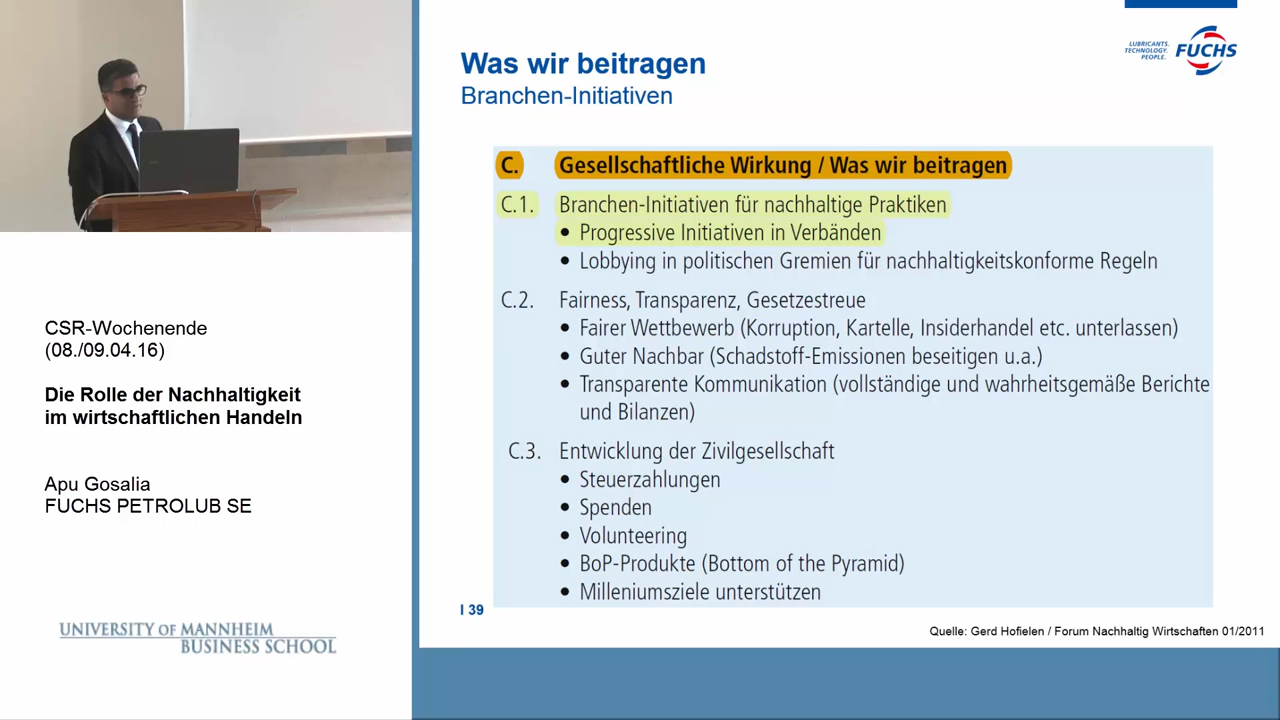 Was wir beitragen
Branchen-Initiativen
LUBRICANTS.
TECHNOLOGY.
PEOPLE.
FUCHS
C. Gesellschaftliche Wirkung / Was wir beitragen
C.1. Branchen-Initiativen für nachhaltige Praktiken
• Progressive Initiativen in Verbänden
• Lobbying in politischen Gremien für nachhaltigkeitskonforme Regeln
C.2. Fairness, Transparenz, Gesetzestreue
• Fairer Wettbewerb (Korruption, Kartelle, Insiderhandel etc. unterlassen)
• Guter Nachbar (Schadstoff-Emissionen beseitigen u.a.)
• Transparente Kommunikation (vollständige und wahrheitsgemäße Berichte
und Bilanzen)
C.3. Entwicklung der Zivilgesellschaft
• Steuerzahlungen
• Spenden
• Volunteering
• BoP-Produkte (Bottom of the Pyramid)
• Milleniumsziele unterstützen
I 39
Quelle: Gerd Hofielen / Forum Nachhaltig Wirtschaften 01/2011
CSR-Wochenende
(08./09.04.16)
Die Rolle der Nachhaltigkeit
im wirtschaftlichen Handeln
Apu Gosalia
FUCHS PETROLUB SE
UNIVERSITY OF MANNHEIM
BUSINESS SCHOOL